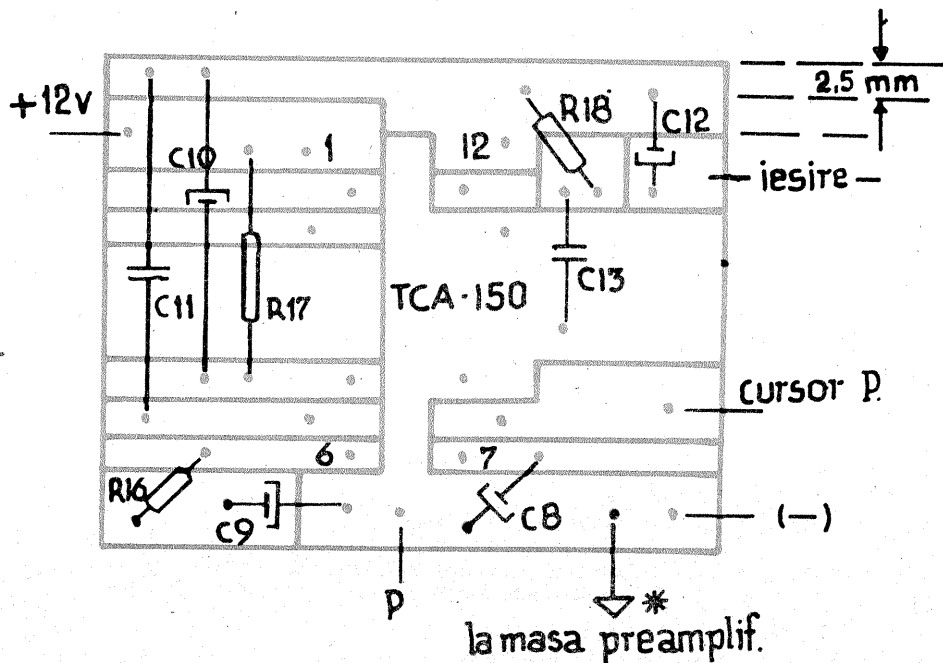 2,5 mm
+12v
R18
C12
C10
1
12
iesire
C11
R17
TCA-150
C13
cursor P.
6
7
R16
C9
C8
(-)
P
*
la masa preamplif.